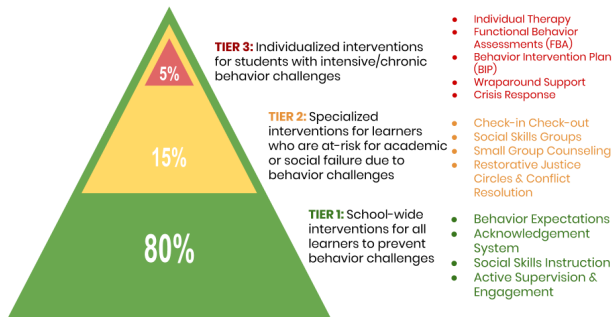 5%
TIER 3: Individualized interventions
for students with intensive/chronic
behavior challenges
● Individual Therapy
● Functional Behavior
Assessments (FBA)
● Behavior Intervention Plan
(BIP)
● Wraparound Support
● Crisis Response
15%
TIER 2: Specialized
interventions for learners
who are at-risk for academic
or social failure due to
behavior challenges
● Check-in Check-out
● Social Skills Groups
● Small Group Counseling
● Restorative Justice
Circles & Conflict
Resolution
80%
TIER 1: School-wide
interventions for all
learners to prevent
behavior challenges
● Behavior Expectations
● Acknowledgement
System
● Social Skills Instruction
● Active Supervision &
Engagement